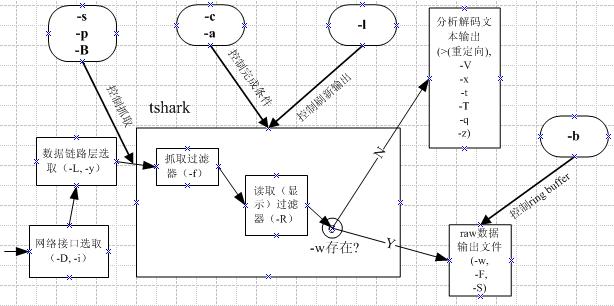 -s
-p
-B
-c
-a
-l
分析解码文
本输出
(>(重定向),
-V
-x
-t
-T
-q
-z)
控制抓取
控制完成条件
控制刷新输出
tshark
-b
数据链路层选
取（-L, -y）
抓取过滤
器（-f）
N
读取（显
示）过滤
器（-R）
控制ring buffer
网络接口选取
（-D, -i）
-w存在?
Y
raw数据
输出文件
(-w,
-F,
-S)